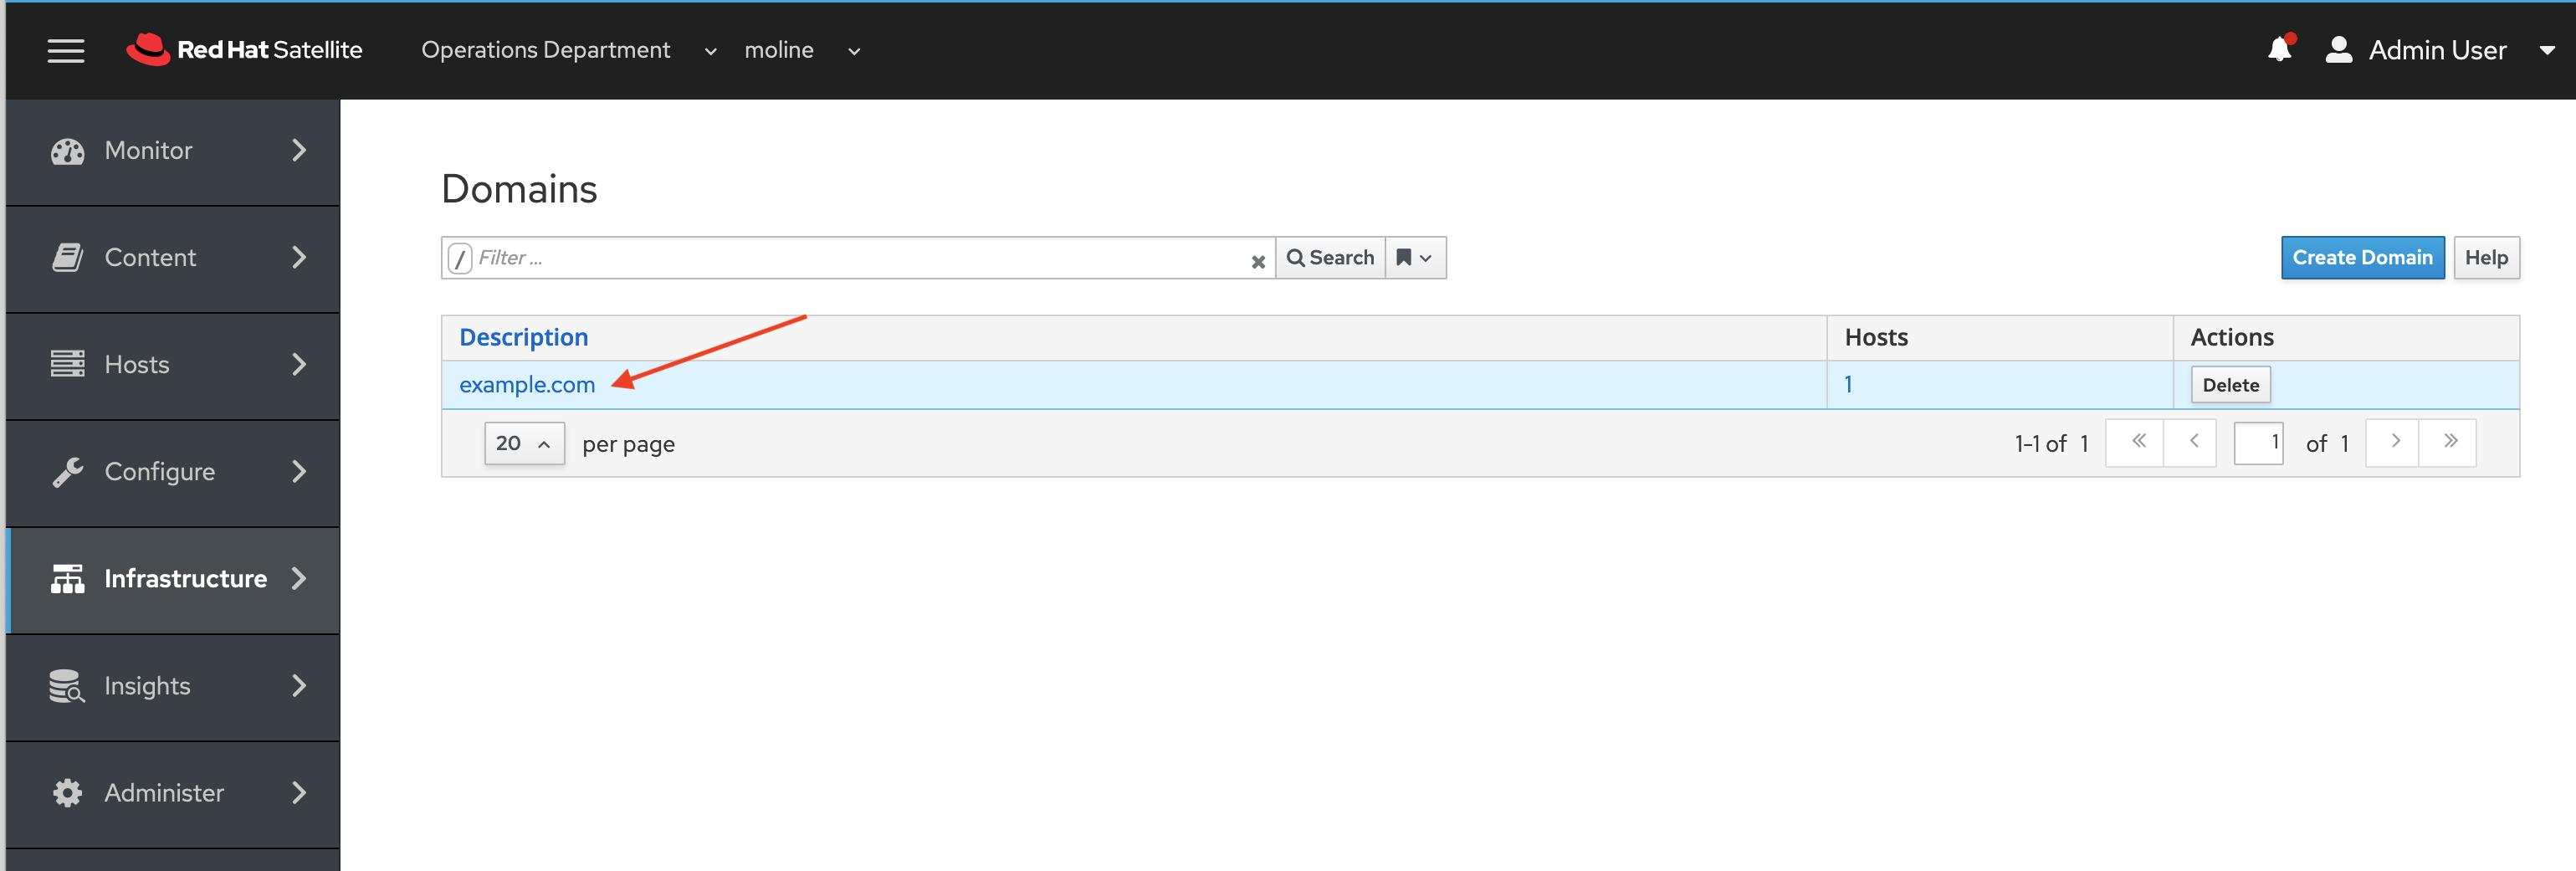 Red Hat Satellite Operations Department moline Admin User
Monitor
Content
Hosts
Configure
Infrastructure
Insights
Administer
Domains
/ Filter ... Search Create Domain Help
Description Hosts Actions
example.com 1 Delete
20 per page 1-1 of 1 1 of 1